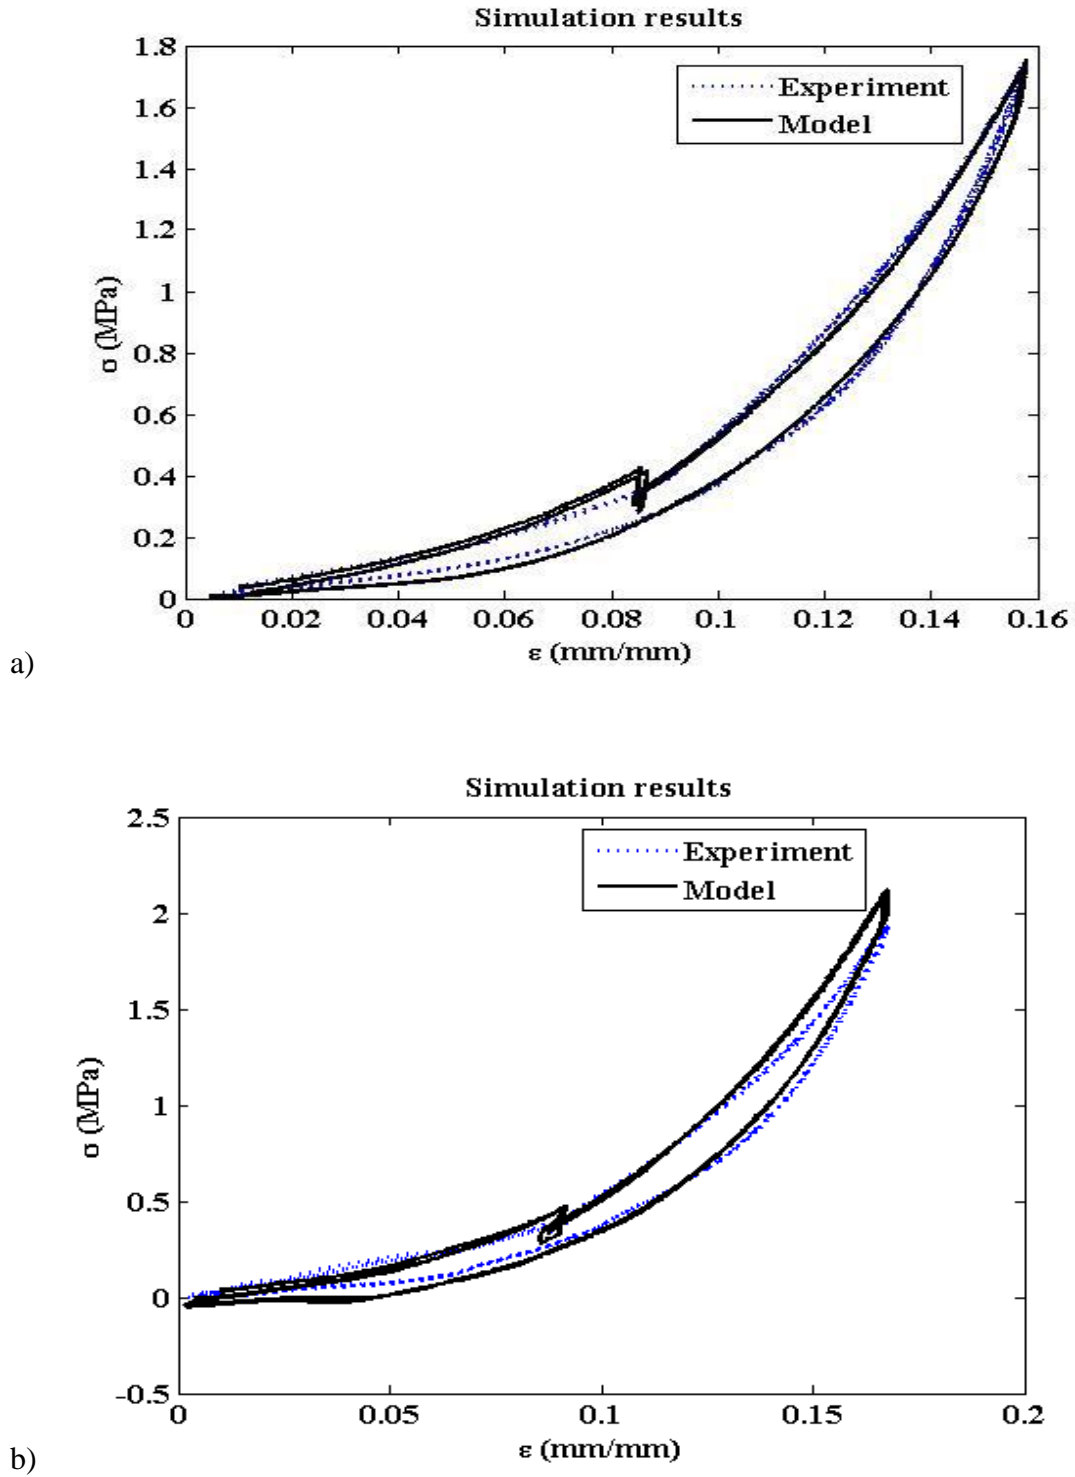 Simulation results
1.8
1.6
1.4
1.2
1
0.8
0.6
0.4
0.2
0
σ (MPa)
Experiment
Model
0 0.02 0.04 0.06 0.08 0.1 0.12 0.14 0.16
ε (mm/mm)
a)
Simulation results
2.5
2
1.5
1
0.5
0
-0.5
σ (MPa)
Experiment
Model
0 0.05 0.1 0.15 0.2
ε (mm/mm)
b)